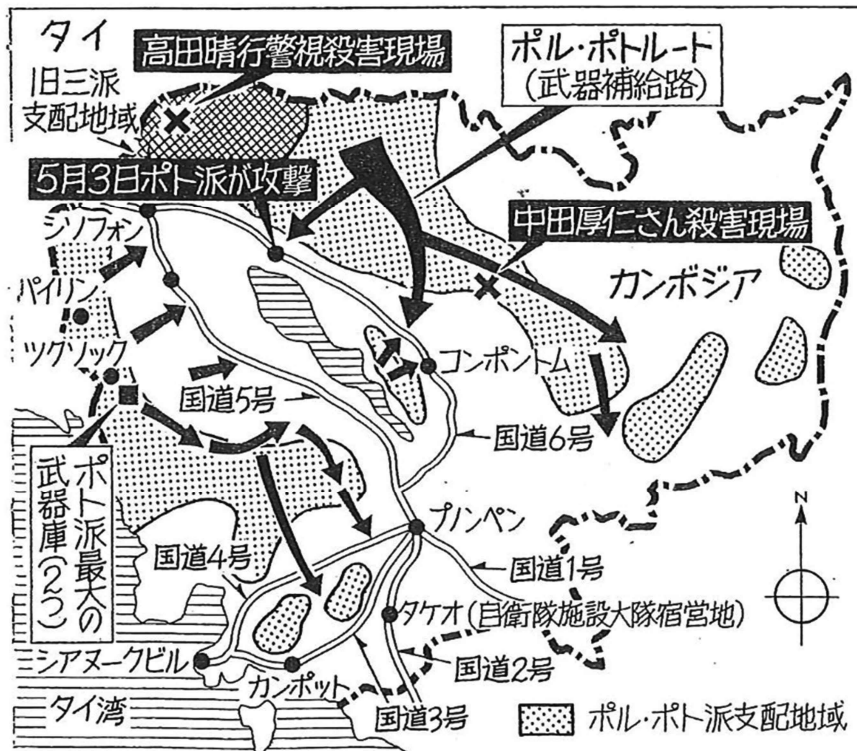 タイ
高田晴行警視殺害現場
ポル・ポトルート
(武器補給路)
旧三派
支配地域
5月3日ポト派が攻撃
中田厚仁さん殺害現場
シソフォン
カンボジア
パイリン
ツクソック
コンポントム
国道5号
国道6号
ポト派最大の
武器庫(2つ)
プノンペン
N
国道4号
国道1号
タケオ(自衛隊施設大隊宿営地)
シアヌークビル
国道2号
カンポット
タイ湾
国道3号
ポル・ポト派支配地域